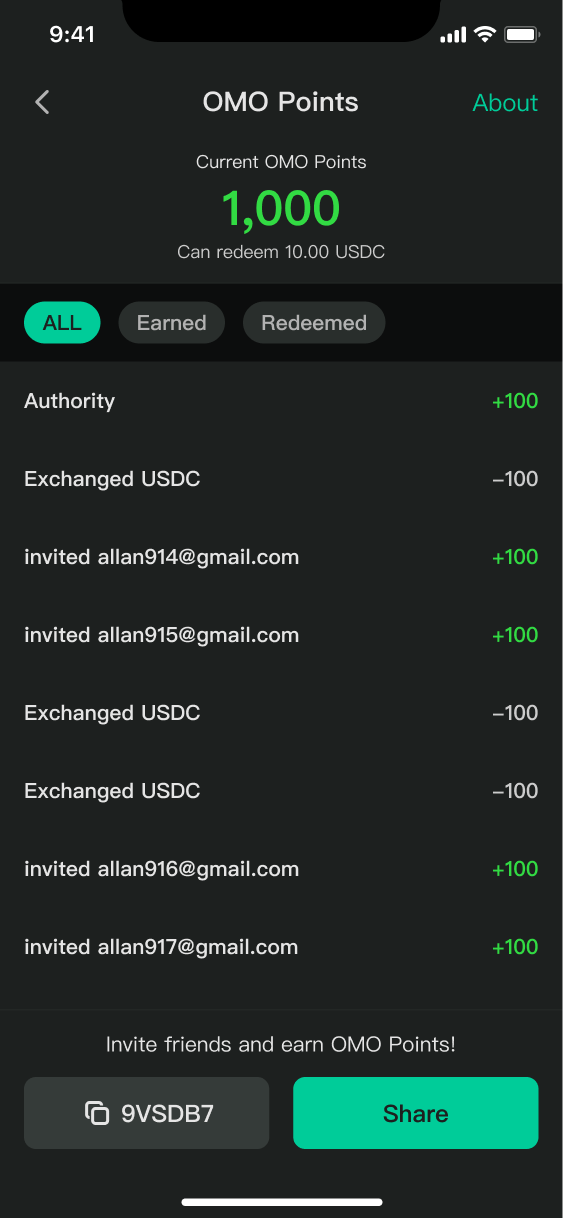 9:41
OMO Points
About
Current OMO Points
1,000
Can redeem 10.00 USDC
ALL Earned Redeemed
Authority +100
Exchanged USDC –100
invited allan914@gmail.com +100
invited allan915@gmail.com +100
Exchanged USDC –100
Exchanged USDC –100
invited allan916@gmail.com +100
invited allan917@gmail.com +100
Invite friends and earn OMO Points!
9VSDB7 Share